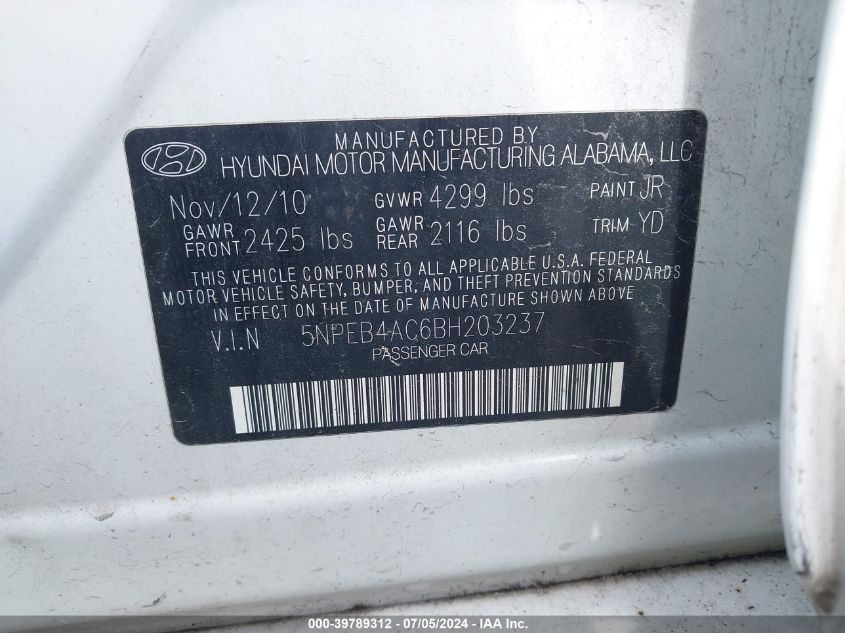 MANUFACTURED BY
HYUNDAI MOTOR MANUFACTURING ALABAMA, LLC
Nov/12/10 GVWR 4299 lbs PAINT JR
GAWR FRONT 2425 lbs GAWR REAR 2116 lbs TRIM YD
THIS VEHICLE CONFORMS TO ALL APPLICABLE U.S.A. FEDERAL
MOTOR VEHICLE SAFETY, BUMPER, AND THEFT PREVENTION STANDARDS
IN EFFECT ON THE DATE OF MANUFACTURE SHOWN ABOVE
V.I.N 5NPEB4AC6BH203237
PASSENGER CAR
000-39789312 - 07/05/2024 - IAA Inc.